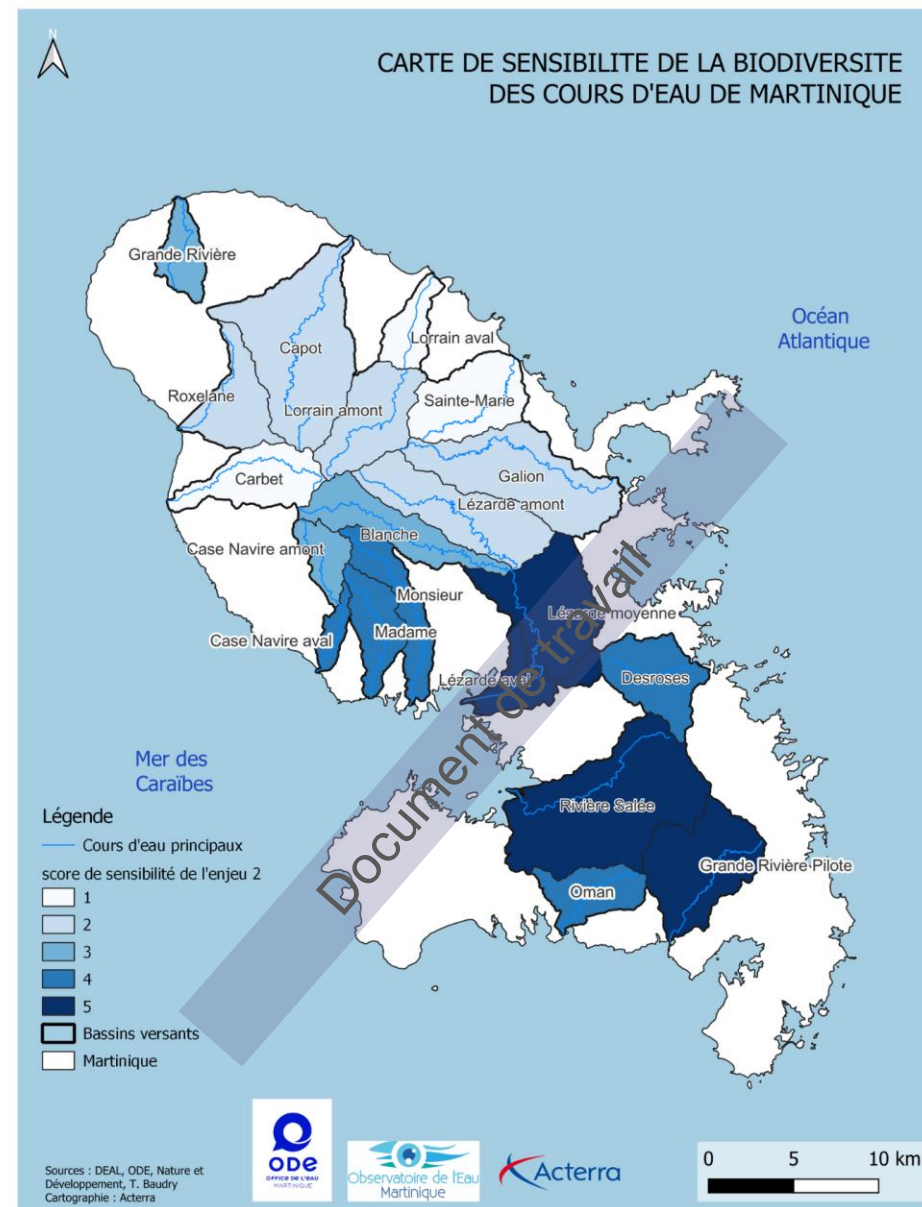 N
CARTE DE SENSIBILITE DE LA BIODIVERSITE
DES COURS D'EAU DE MARTINIQUE
Grande Rivière
Océan
Atlantique
Lorrain aval
Capot
Roxelane
Lorrain amont
Sainte-Marie
Carbet
Galion
Lézarde amont
Blanche
Case Navire amont
Monsieur
Lézarde moyenne
Madame
Case Navire aval
Lézarde aval
Desroses
Document de travail
Mer des
Caraïbes
Rivière Salée
Grande Rivière Pilote
Oman
Légende
Cours d'eau principaux
score de sensibilité de l'enjeu 2
1
2
3
4
5
Bassins versants
Martinique
Sources : DEAL, ODE, Nature et
Développement, T. Baudry
Cartographie : Acterra
ODE
OFFICE DE L'EAU
MARTINIQUE
Observatoire de l'Eau
Martinique
Acterra
0 5 10 km